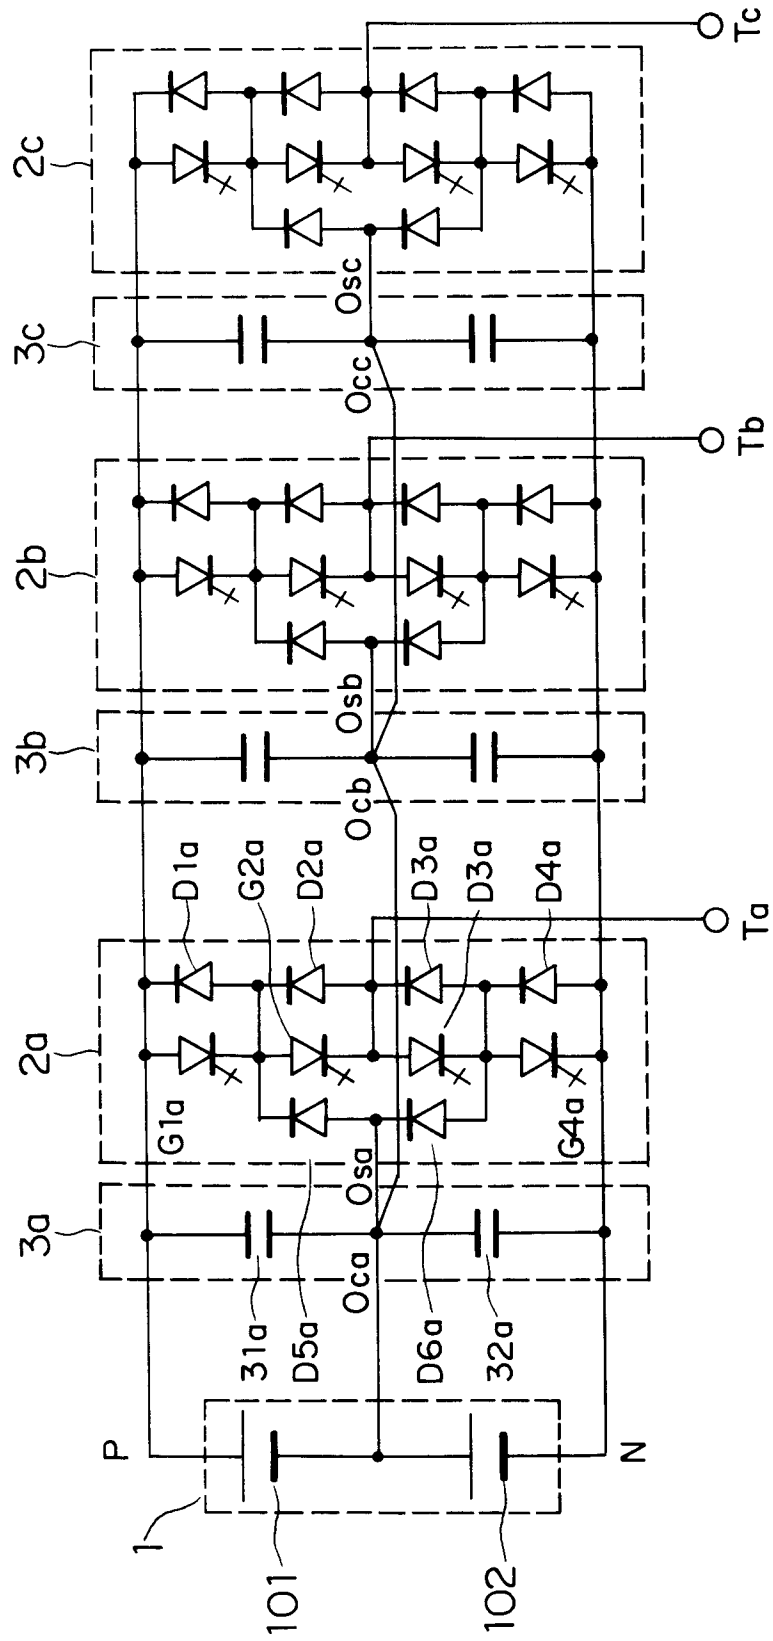 3a
2a
3b
2b
3c
2c
P
1
G1a
D1a
31a
G2a
101
D5a
D2a
Oca
Osa
Ocb
Osb
Occ
Osc
D6a
D3a
D3a
102
32a
G4a
D4a
N
Ta
Tb
Tc